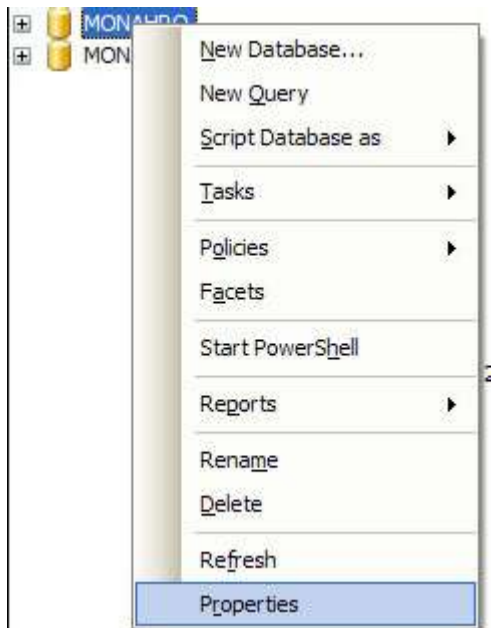 MONAHRO
MON
New Database...
New Query
Script Database as
Tasks
Policies
Facets
Start PowerShell
2
Reports
Rename
Delete
Refresh
Properties